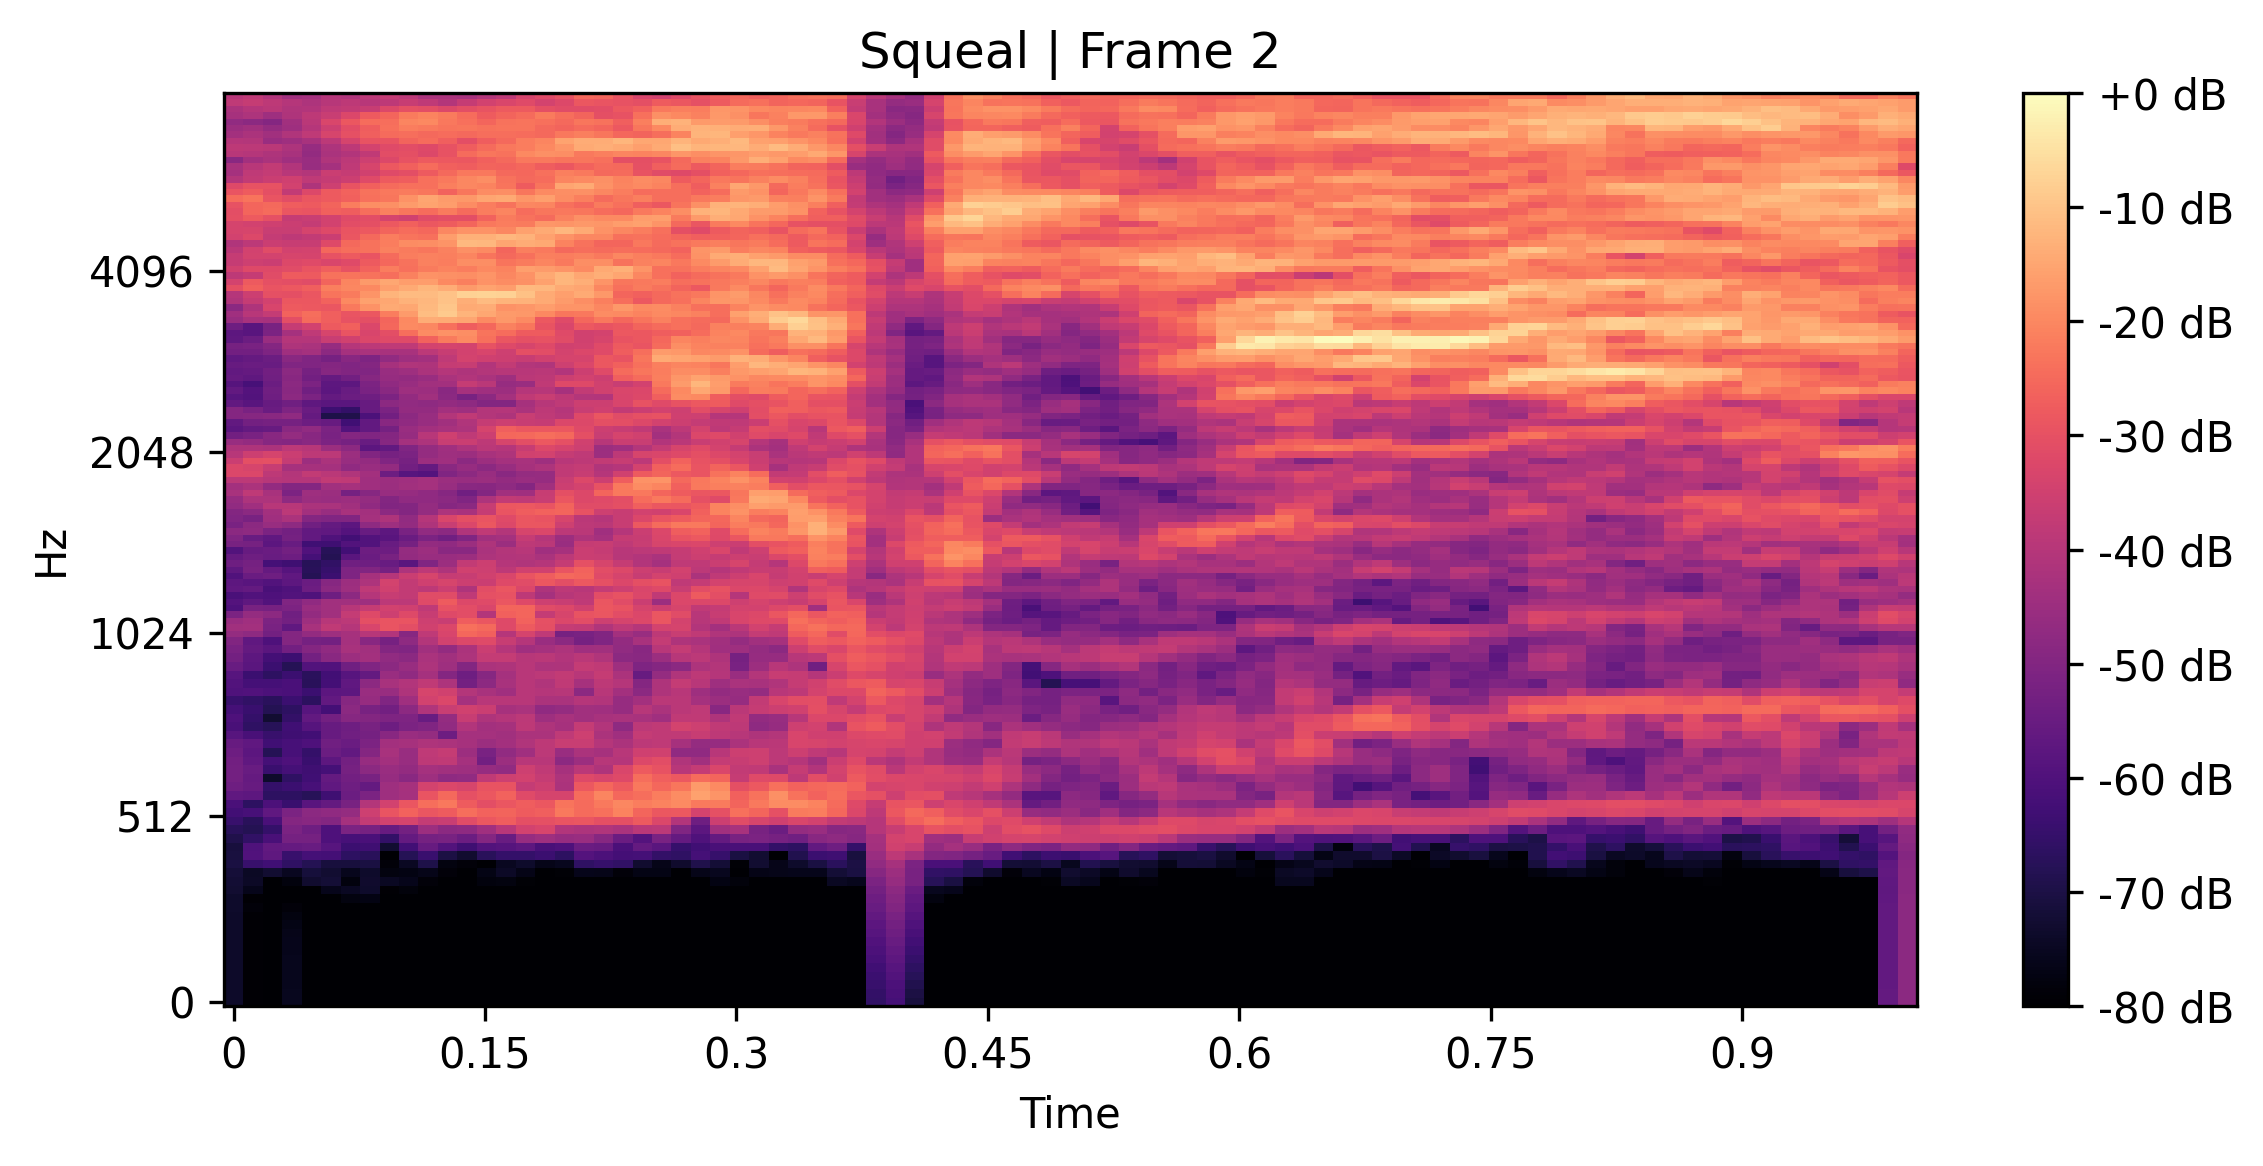 Squeal | Frame 2
+0 dB
-10 dB
-20 dB
-30 dB
-40 dB
-50 dB
-60 dB
-70 dB
-80 dB
4096
2048
1024
512
0
Hz
0 0.15 0.3 0.45 0.6 0.75 0.9
Time